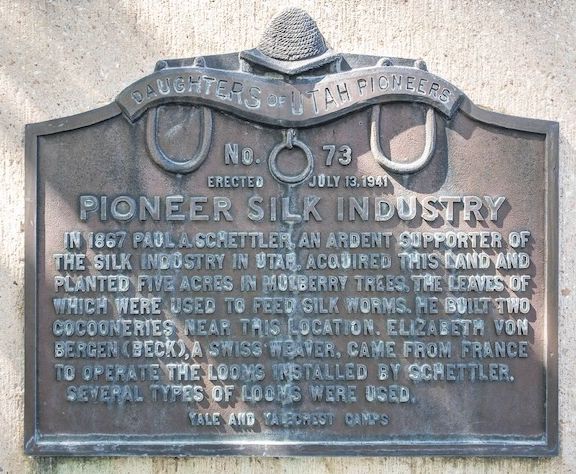 DAUGHTERS OF UTAH PIONEERS
No. 73
ERECTED JULY 13, 1941
PIONEER SILK INDUSTRY
IN 1867 PAUL A. SCHETTLER, AN ARDENT SUPPORTER OF
THE SILK INDUSTRY IN UTAH, ACQUIRED THIS LAND AND
PLANTED FIVE ACRES IN MULBERRY TREES, THE LEAVES OF
WHICH WERE USED TO FEED SILK WORMS. HE BUILT TWO
COCOONERIES NEAR THIS LOCATION. ELIZABETH VON
BERGEN (BECK), A SWISS WEAVER, CAME FROM FRANCE
TO OPERATE THE LOOMS INSTALLED BY SCHETTLER.
SEVERAL TYPES OF LOOMS WERE USED.
YALE AND YALECREST CAMPS